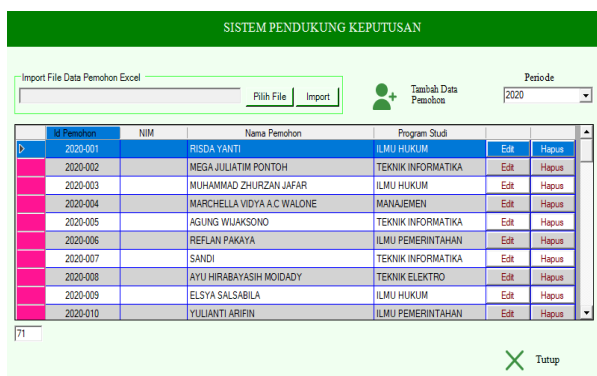 SISTEM PENDUKUNG KEPUTUSAN
Import File Data Pemohon Excel
Pilih File Import
Tambah Data
Pemohon
Periode
2020
Id Pemohon NIM Nama Pemohon Program Studi
2020-001 RISDA YANTI ILMU HUKUM Edit Hapus
2020-002 MEGA JULIATIM PONTOH TEKNIK INFORMATIKA Edit Hapus
2020-003 MUHAMMAD ZHURZAN JAFAR ILMU HUKUM Edit Hapus
2020-004 MARCHELLA VIDYA A.C WALONE MANAJEMEN Edit Hapus
2020-005 AGUNG WIJAKSONO TEKNIK INFORMATIKA Edit Hapus
2020-006 REFLAN PAKAYA ILMU PEMERINTAHAN Edit Hapus
2020-007 SANDI TEKNIK INFORMATIKA Edit Hapus
2020-008 AYU HIRABAYASIH MOIDADY TEKNIK ELEKTRO Edit Hapus
2020-009 ELSYA SALSABILA ILMU HUKUM Edit Hapus
2020-010 YULIANTI ARIFIN ILMU PEMERINTAHAN Edit Hapus
71
Tutup